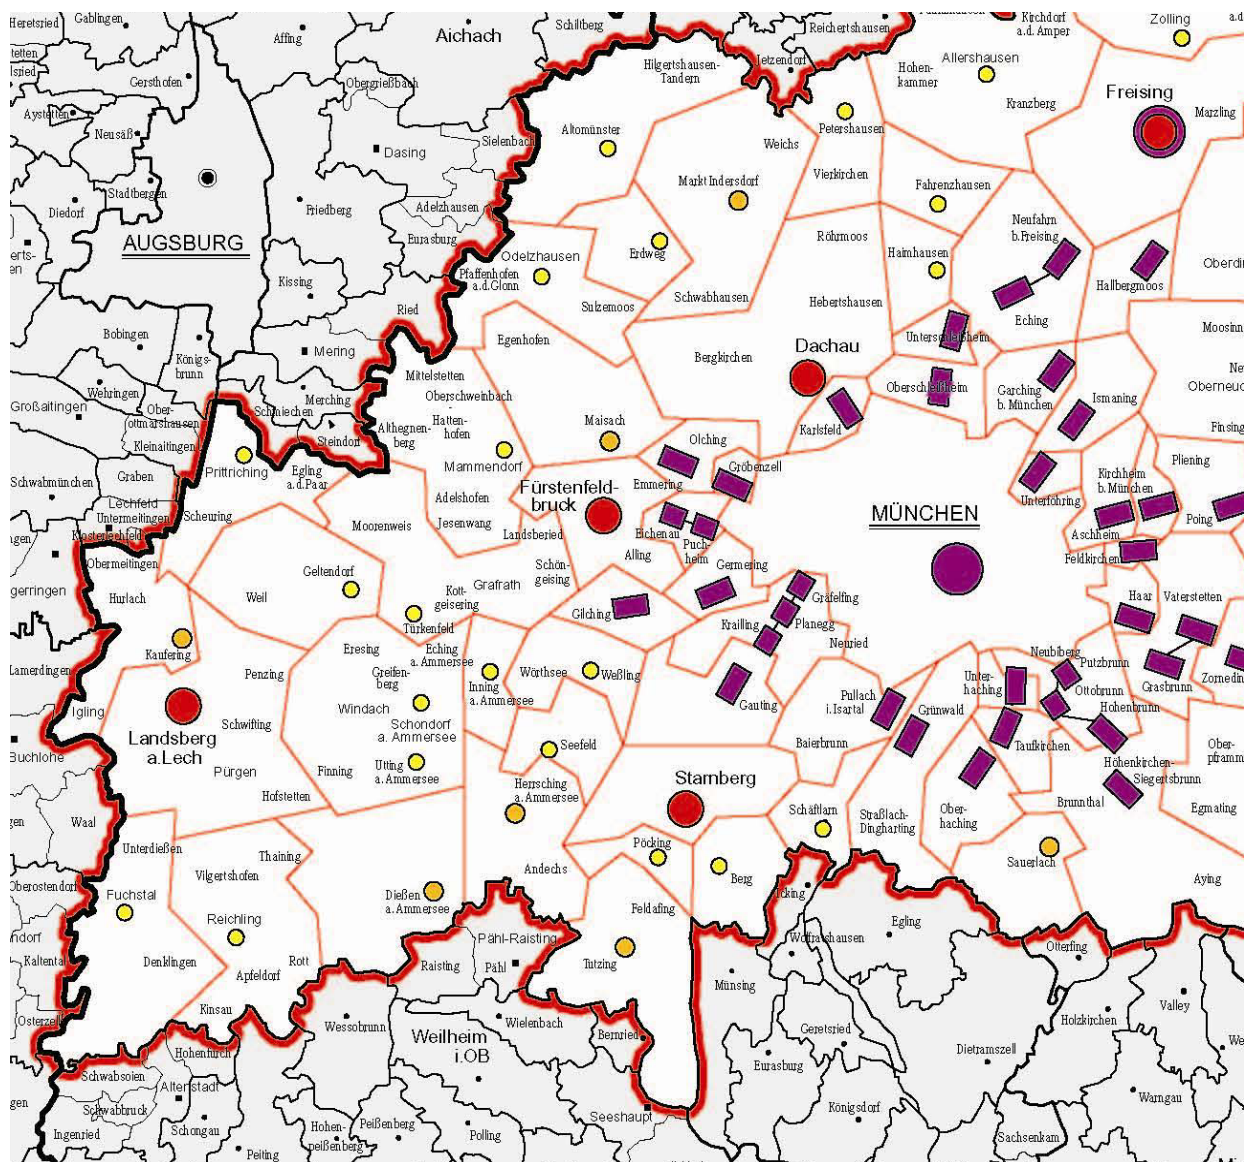 Heretsried
Gablingen
Affing
Aichach
Schiltberg
Reichertshausen
Kirchdorf
a.d. Amper
Zolling
a.d.
Gersthofen
Obergrießbach
Hilgertshausen-
Tandern
Jetzendorf
Hohen-
kammer
Allershausen
Kranzberg
Freising
Marzling
Aystetten
Neusäß
Dasing
Sielenbach
Altomünster
Weichs
Petershausen
Stadtbergen
Diedorf
Friedberg
Adelzhausen
Markt Indersdorf
Vierkirchen
Fahrenzhausen
Neufahrn
b.Freising
AUGSBURG
Eurasburg
Odelzhausen
Erdweg
Röhrmoos
Haimhausen
Hallbergmoos
Oberdin
Kissing
Pfaffenhofen
a.d.Glonn
Sulzemoos
Schwabhausen
Hebertshausen
Eching
Ried
Bobingen
Königs-
brunn
Mering
Egenhofen
Bergkirchen
Dachau
Unterschleißheim
Moosinn
Wehringen
Merching
Mittelstetten
Oberschweinbach
Oberschleißheim
Garching
b. München
Ismaning
Oberneuc
Großaitingen
Ober-
ottmarshausen
Schmiechen
Steindorf
Althegnen-
berg
Hatten-
hofen
Maisach
Karlsfeld
Finsing
Kleinaitingen
Olching
Gröbenzell
Prittriching
Egling
a.d.Paar
Mammendorf
Emmering
Unterföhring
Kirchheim
b.München
Pliening
Schwabmünchen
Graben
Lechfeld
Untermeitingen
Klosterlechfeld
Scheuring
Adelshofen
Jesenwang
Moorenweis
Landsberied
Fürstenfeld-
bruck
Eichenau
Puch-
heim
MÜNCHEN
Aschheim
Poing
Feldkirchen
Obermeitingen
Hurlach
Weil
Geltendorf
Schön-
geising
Alling
Germering
gerringen
Kott-
geisering
Grafrath
Gilching
Gräfelfing
Planegg
Krailling
Neuried
Haar
Vaterstetten
Kaufering
Türkenfeld
Lamerdingen
Penzing
Eresing
Greifen-
berg
Eching
a. Ammersee
Inning
a. Ammersee
Wörthsee
Weßling
Gauting
Neubiberg
Putzbrunn
Grasbrunn
Zorneding
Igling
Windach
Pullach
i. Isartal
Unter-
haching
Ottobrunn
Hohenbrunn
Buchlohe
Landsberg
a.Lech
Schwifting
Schondorf
a. Ammersee
Seefeld
Grünwald
Baierbrunn
Taufkirchen
Ober-
pframm
Pürgen
Finning
Utting
a. Ammersee
Herrsching
a. Ammersee
Starnberg
Höhenkirchen-
Siegertsbrunn
Hofstetten
Schäftlarn
Straßlach-
Dingharting
Ober-
haching
Brunnthal
Egmating
Waal
Unterdießen
Thaining
Pöcking
Sauerlach
Oberostendorf
Vilgertshofen
Andechs
Berg
Aying
Fuchstal
Dießen
a. Ammersee
Icking
Reichling
Feldafing
Egling
Kaltental
Pähl-Raisting
Wolfratshausen
Otterfing
Denklingen
Apfeldorf
Rott
Raisting
Pähl
Tutzing
Münsing
Osterzell
Kinsau
Wessobrunn
Wielenbach
Valley
Holzkirchen
Hohenfurch
Weilheim
i.OB
Bernried
Geretsried
Schwabsoien
Altenstadt
Eurasburg
Dietramszell
Schwabbruck
Seeshaupt
Warngau
Ingenried
Schongau
Hohen-
peißenberg
Peißenberg
Polling
Königsdorf
Sachsenkam
Peiting